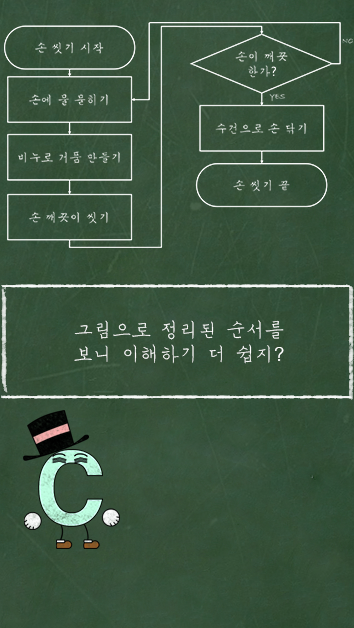 손 씻기 시작
손에 물 묻히기
비누로 거품 만들기
손 깨끗이 씻기
손이 깨끗
한가?
NO
YES
수건으로 손 닦기
손 씻기 끝
그림으로 정리된 순서를
보니 이해하기 더 쉽지?
C